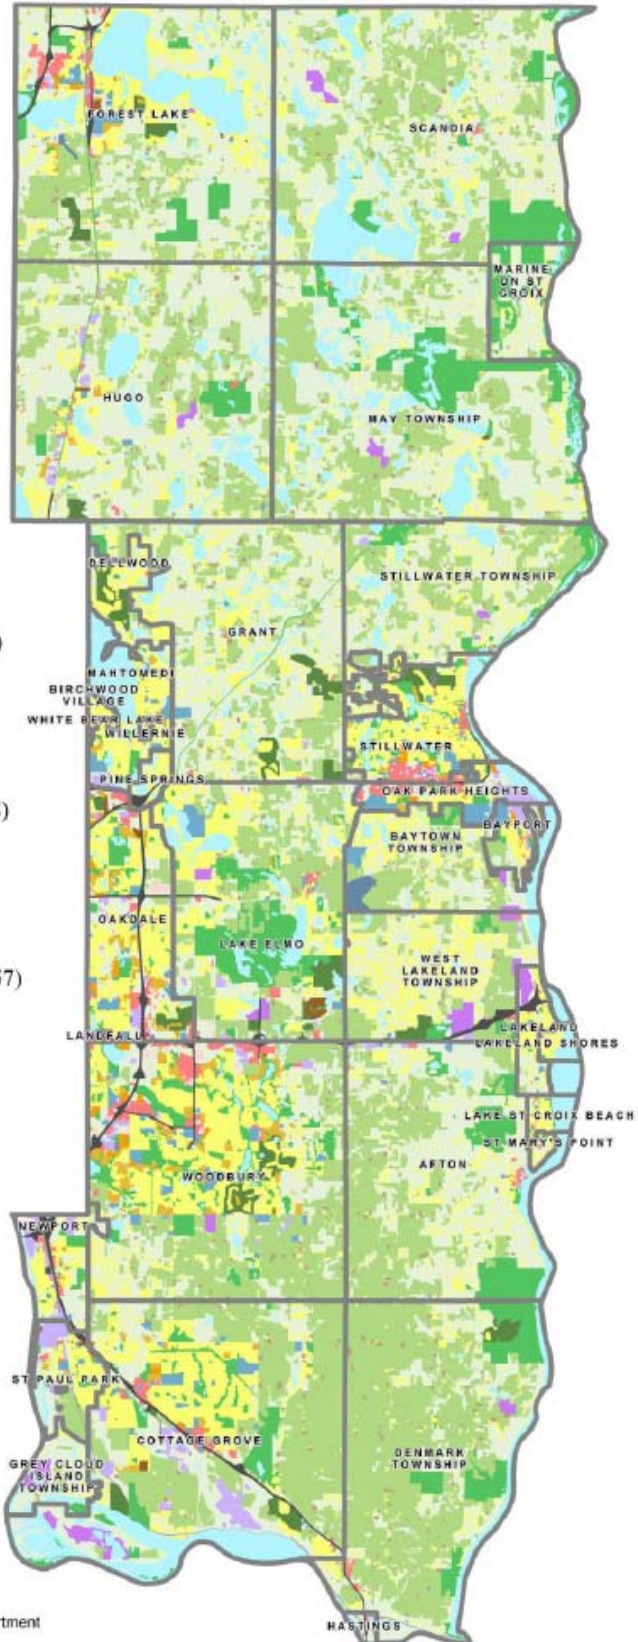 FOREST LAKE
SCANDIA
MARINE
ON ST
CROIX
HUGO
MAY TOWNSHIP
DELLWOOD
STILLWATER TOWNSHIP
)
GRANT
MAHTOMEDI
BIRCHWOOD
VILLAGE
WHITE BEAR LAKE
WILLERNIE
STILLWATER
PINE SPRINGS
OAK PARK HEIGHTS
)
BAYPORT
BAYTOWN
TOWNSHIP
OAKDALE
LAKE ELMO
WEST
LAKELAND
TOWNSHIP
57)
LANDFALL
LAKELAND
LAKELAND SHORES
LAKE ST CROIX BEACH
ST MARY'S POINT
AFTON
WOODBURY
NEWPORT
ST PAUL PARK
COTTAGE GROVE
GREY CLOUD
ISLAND
TOWNSHIP
DENMARK
TOWNSHIP
rtment
HASTINGS